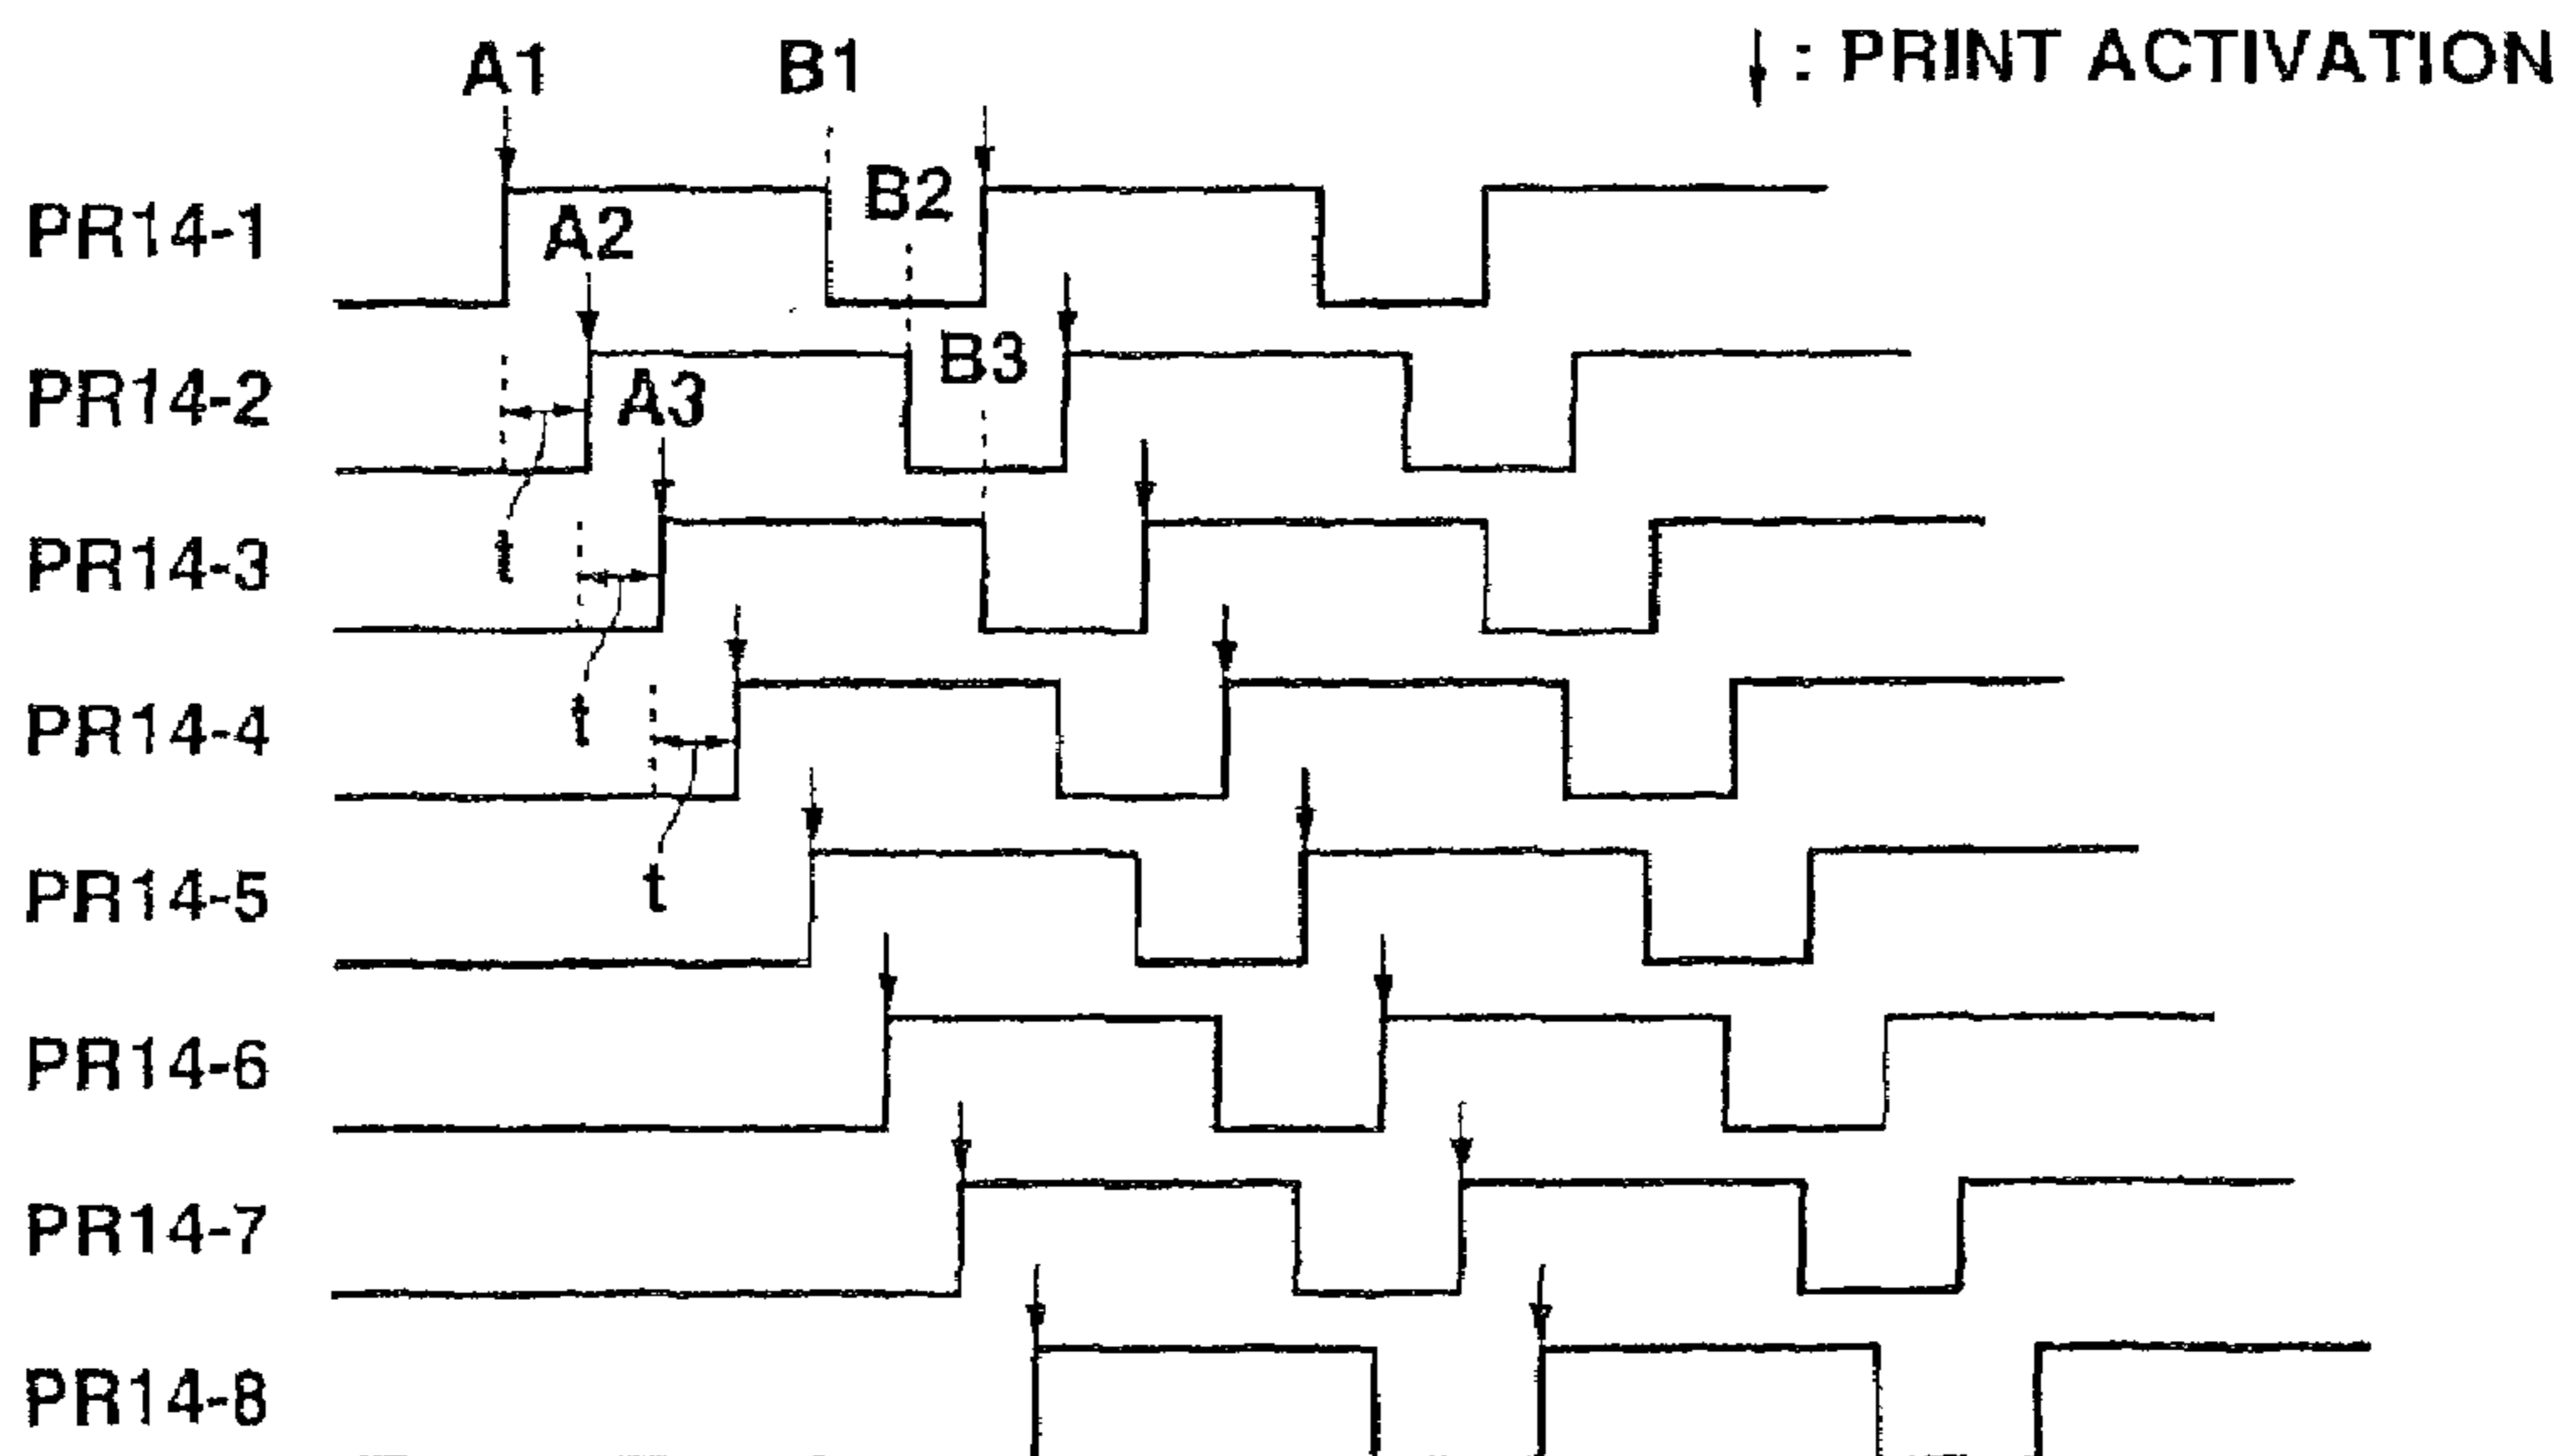 A1
B1
: PRINT ACTIVATION
PR14-1
A2
B2
PR14-2
A3
B3
PR14-3
t
PR14-4
t
PR14-5
t
PR14-6
PR14-7
PR14-8